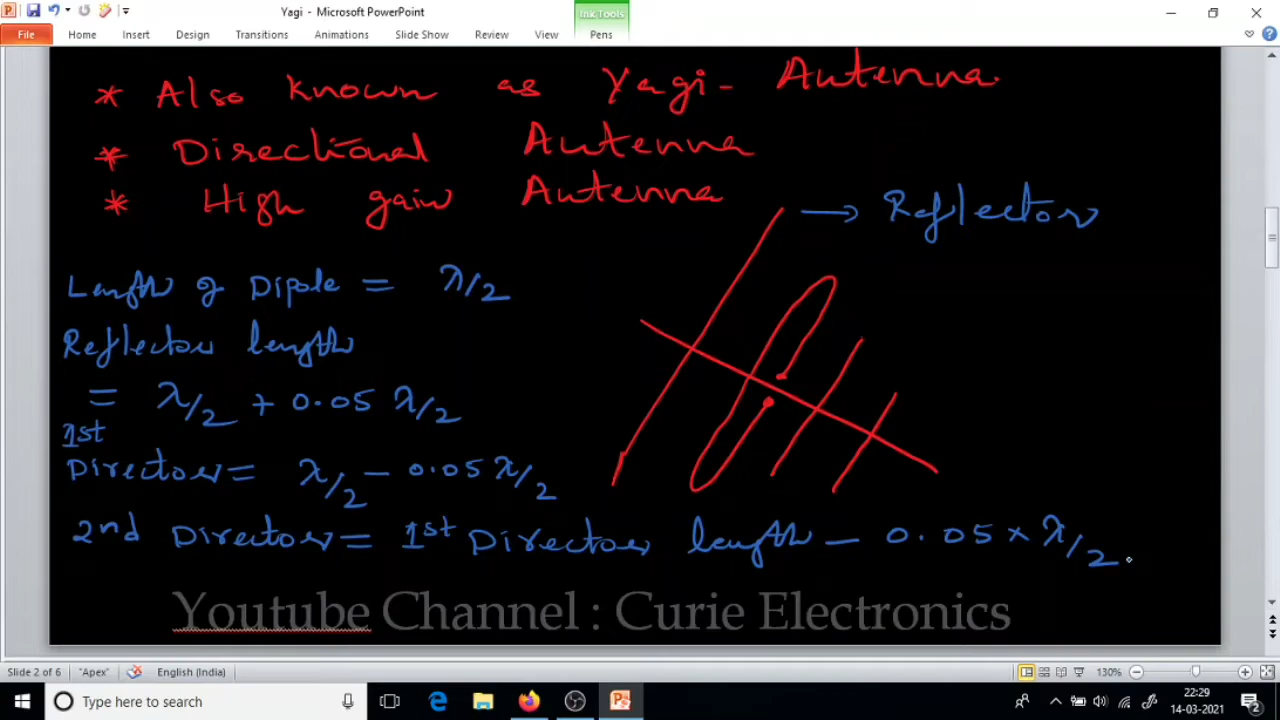 Yagi - Microsoft PowerPoint
Ink Tools
File Home Insert Design Transitions Animations Slide Show Review View Pens
* Also known as Yagi- Antenna
* Directional Antenna
* High gain Antenna
→ Reflector
Length of Dipole = λ/2
Reflector length
= λ/2 + 0.05 λ/2
1st
Director = λ/2 - 0.05 λ/2
2nd Director = 1st Director length - 0.05 × λ/2.
Youtube Channel : Curie Electronics
Slide 2 of 6 "Apex" English (India) 130%
Type here to search
22:29
14-03-2021
2